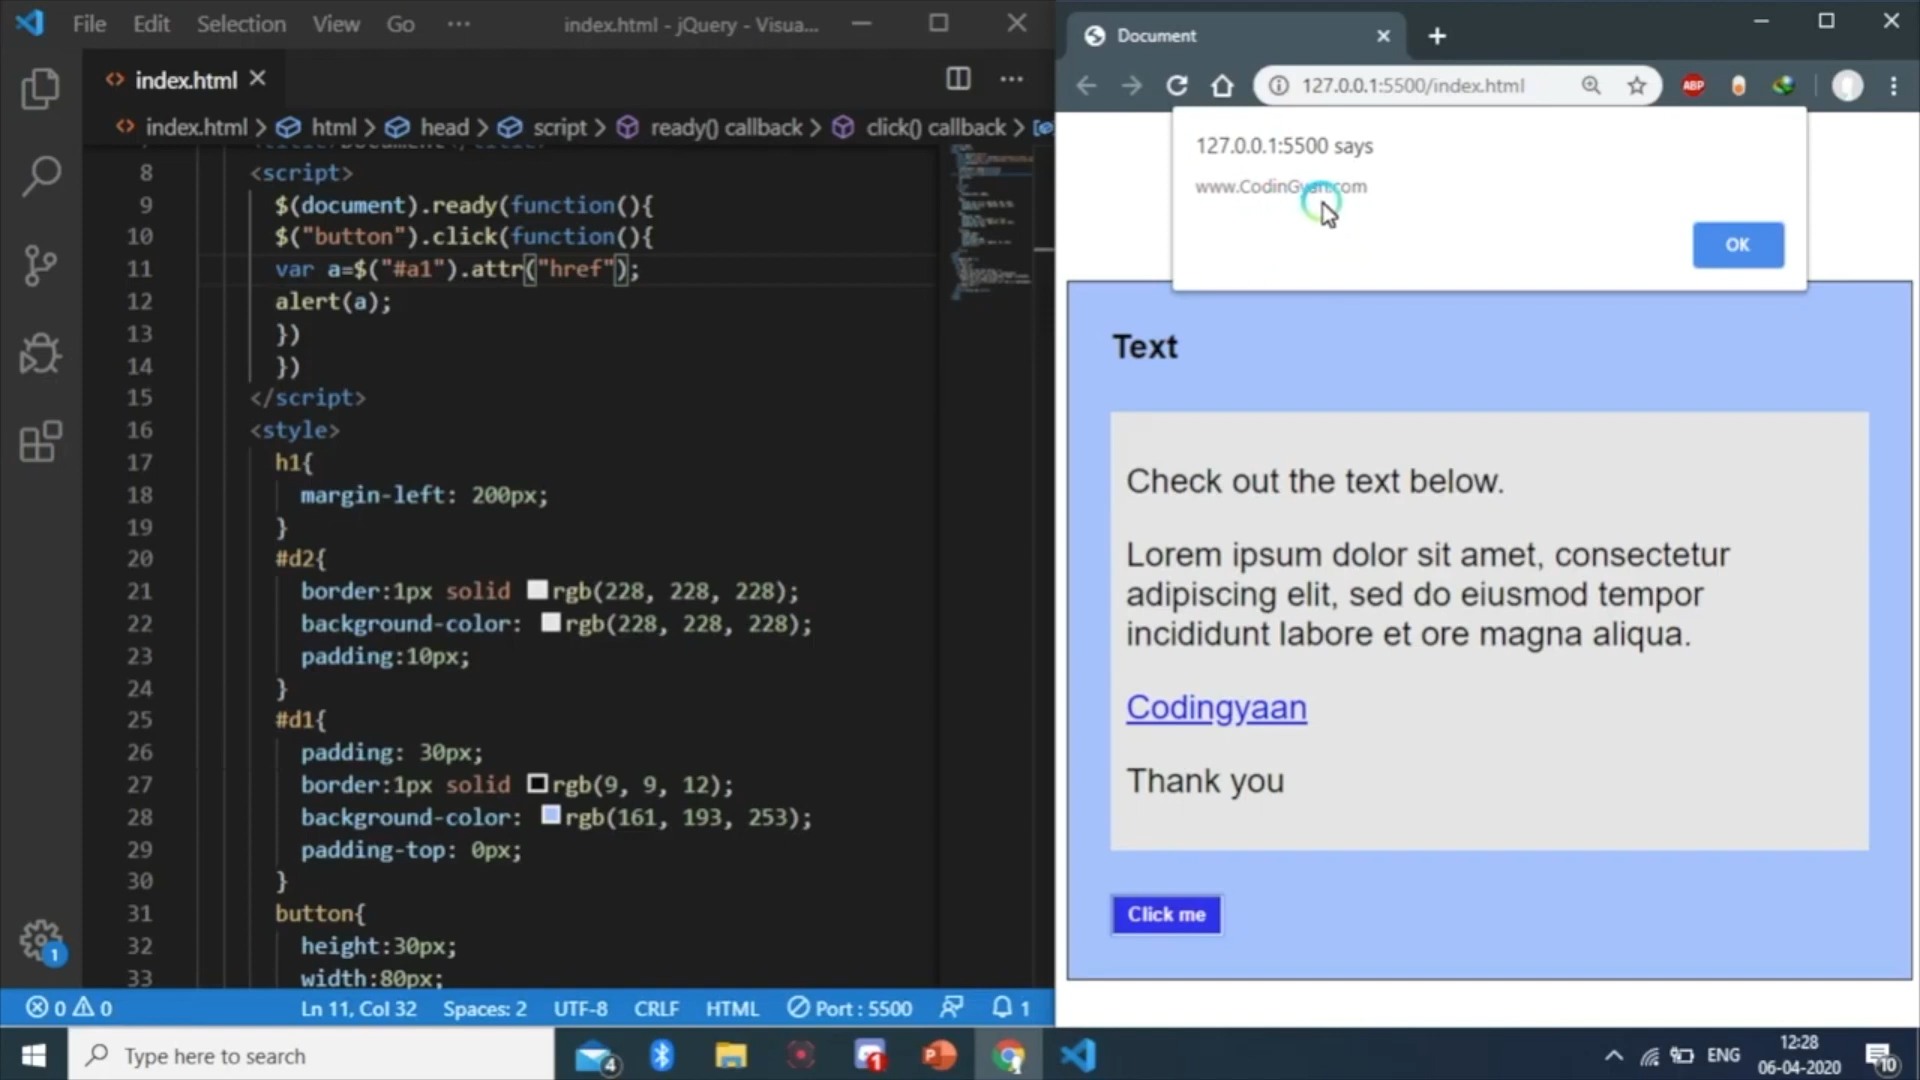 File Edit Selection View Go ··· index.html - jQuery - Visua...
index.html
index.html > html > head > script > ready() callback > click() callback >
8 <script>
9 $(document).ready(function(){
10 $("button").click(function(){
11 var a=$("#a1").attr("href");
12 alert(a);
13 })
14 })
15 </script>
16 <style>
17 h1{
18 margin-left: 200px;
19 }
20 #d2{
21 border:1px solid rgb(228, 228, 228);
22 background-color: rgb(228, 228, 228);
23 padding:10px;
24 }
25 #d1{
26 padding: 30px;
27 border:1px solid rgb(9, 9, 12);
28 background-color: rgb(161, 193, 253);
29 padding-top: 0px;
30 }
31 button{
32 height:30px;
33 width:80px;
1
0 0 Ln 11, Col 32 Spaces: 2 UTF-8 CRLF HTML Port : 5500 1
Document
127.0.0.1:5500/index.html ABP
127.0.0.1:5500 says
www.CodinGyan.com
OK
Text
Check out the text below.
Lorem ipsum dolor sit amet, consectetur
adipiscing elit, sed do eiusmod tempor
incididunt labore et ore magna aliqua.
Codingyaan
Thank you
Click me
Type here to search 4 1 P ENG 12:28
06-04-2020 10